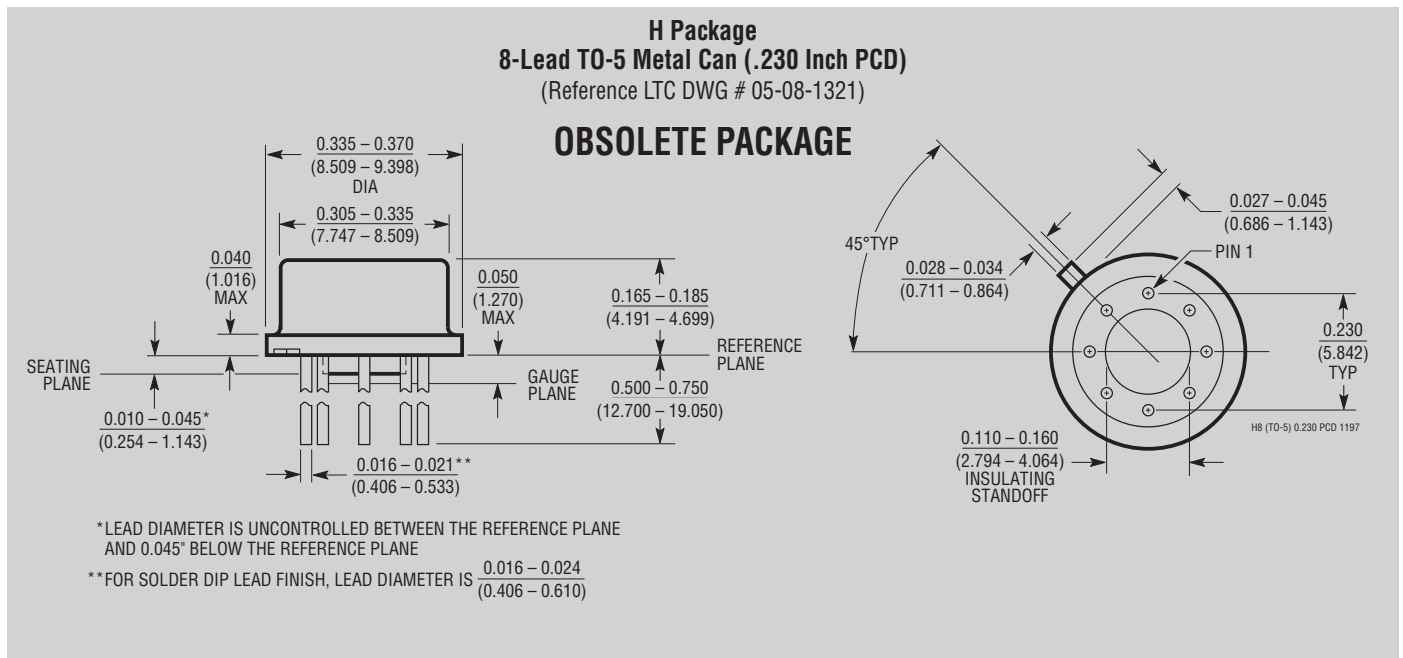 H Package
8-Lead TO-5 Metal Can (.230 Inch PCD)
(Reference LTC DWG # 05-08-1321)
OBSOLETE PACKAGE
0.335 – 0.370
(8.509 – 9.398)
DIA
0.305 – 0.335
(7.747 – 8.509)
0.040
(1.016)
MAX
0.050
(1.270)
MAX
0.165 – 0.185
(4.191 – 4.699)
SEATING
PLANE
REFERENCE
PLANE
GAUGE
PLANE
0.500 – 0.750
(12.700 – 19.050)
0.010 – 0.045*
(0.254 – 1.143)
0.016 – 0.021**
(0.406 – 0.533)
45°TYP
0.028 – 0.034
(0.711 – 0.864)
0.027 – 0.045
(0.686 – 1.143)
PIN 1
0.230
(5.842)
TYP
H8 (TO-5) 0.230 PCD 1197
0.110 – 0.160
(2.794 – 4.064)
INSULATING
STANDOFF
*LEAD DIAMETER IS UNCONTROLLED BETWEEN THE REFERENCE PLANE
AND 0.045" BELOW THE REFERENCE PLANE
**FOR SOLDER DIP LEAD FINISH, LEAD DIAMETER IS 0.016 – 0.024
(0.406 – 0.610)